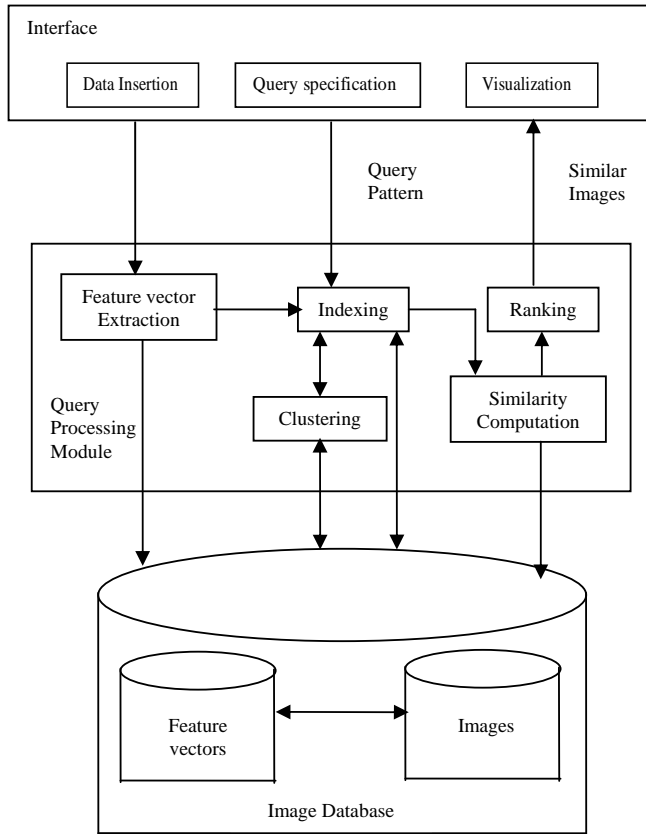 Interface
Data Insertion
Query specification
Visualization
Query
Pattern
Similar
Images
Feature vector
Extraction
Indexing
Ranking
Query
Processing
Module
Clustering
Similarity
Computation
Feature
vectors
Images
Image Database